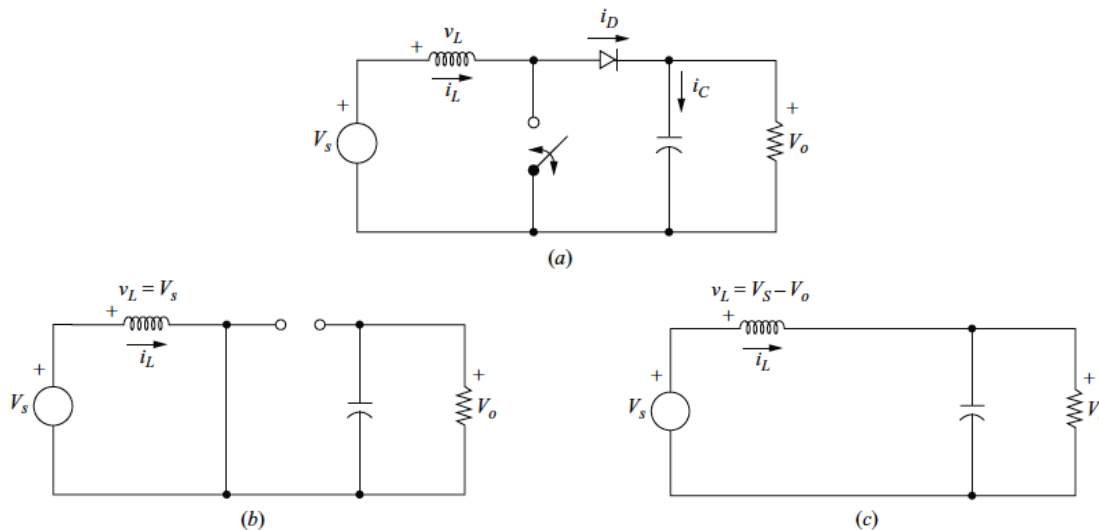 v_L
+
i_L
i_D
i_C
+
V_s
+
V_o
(a)
v_L = V_s
+
i_L
+
V_s
+
V_o
(b)
v_L = V_S – V_o
+
i_L
+
V_s
+
(c)